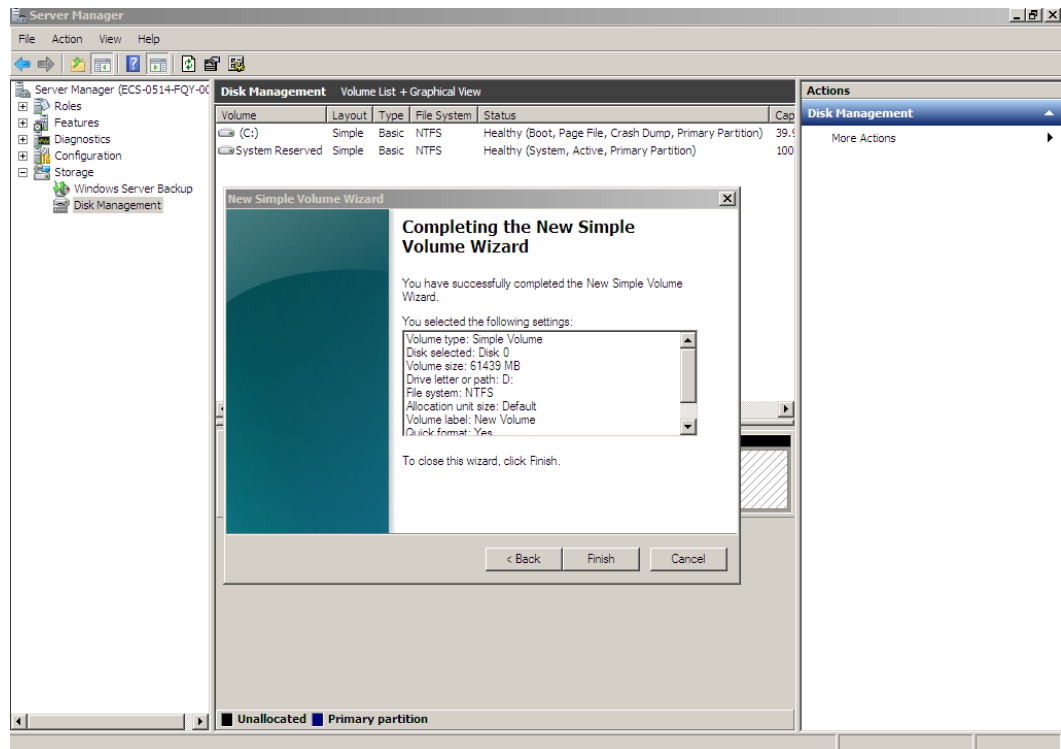 Server Manager
File Action View Help
Server Manager (ECS-0514-FQY-00
Roles
Features
Diagnostics
Configuration
Storage
Windows Server Backup
Disk Management
Disk Management Volume List + Graphical View
Volume Layout Type File System Status Cap
(C:) Simple Basic NTFS Healthy (Boot, Page File, Crash Dump, Primary Partition) 39.9
System Reserved Simple Basic NTFS Healthy (System, Active, Primary Partition) 100
New Simple Volume Wizard
Completing the New Simple
Volume Wizard
You have successfully completed the New Simple Volume
Wizard.
You selected the following settings:
Volume type: Simple Volume
Disk selected: Disk 0
Volume size: 61439 MB
Drive letter or path: D:
File system: NTFS
Allocation unit size: Default
Volume label: New Volume
Quick format: Yes
To close this wizard, click Finish.
< Back Finish Cancel
Unallocated Primary partition
Actions
Disk Management
More Actions